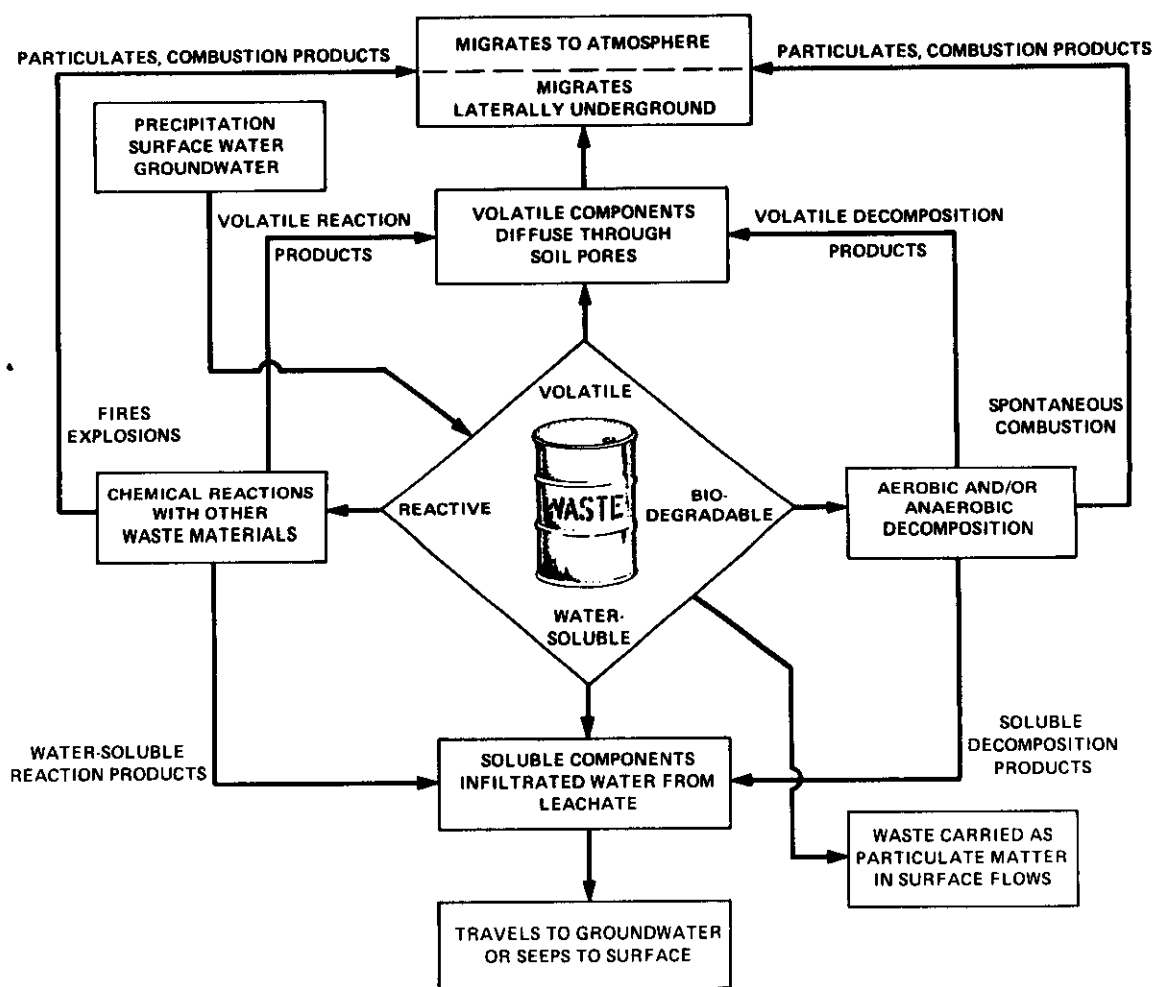 PARTICULATES, COMBUSTION PRODUCTS
MIGRATES TO ATMOSPHERE
MIGRATES
LATERALLY UNDERGROUND
PARTICULATES, COMBUSTION PRODUCTS
PRECIPITATION
SURFACE WATER
GROUNDWATER
VOLATILE REACTION
PRODUCTS
VOLATILE COMPONENTS
DIFFUSE THROUGH
SOIL PORES
VOLATILE DECOMPOSITION
PRODUCTS
FIRES
EXPLOSIONS
VOLATILE
SPONTANEOUS
COMBUSTION
CHEMICAL REACTIONS
WITH OTHER
WASTE MATERIALS
REACTIVE
WASTE
BIO-
DEGRADABLE
AEROBIC AND/OR
ANAEROBIC
DECOMPOSITION
WATER-
SOLUBLE
WATER-SOLUBLE
REACTION PRODUCTS
SOLUBLE COMPONENTS
INFILTRATED WATER FROM
LEACHATE
SOLUBLE
DECOMPOSITION
PRODUCTS
WASTE CARRIED AS
PARTICULATE MATTER
IN SURFACE FLOWS
TRAVELS TO GROUNDWATER
OR SEEPS TO SURFACE